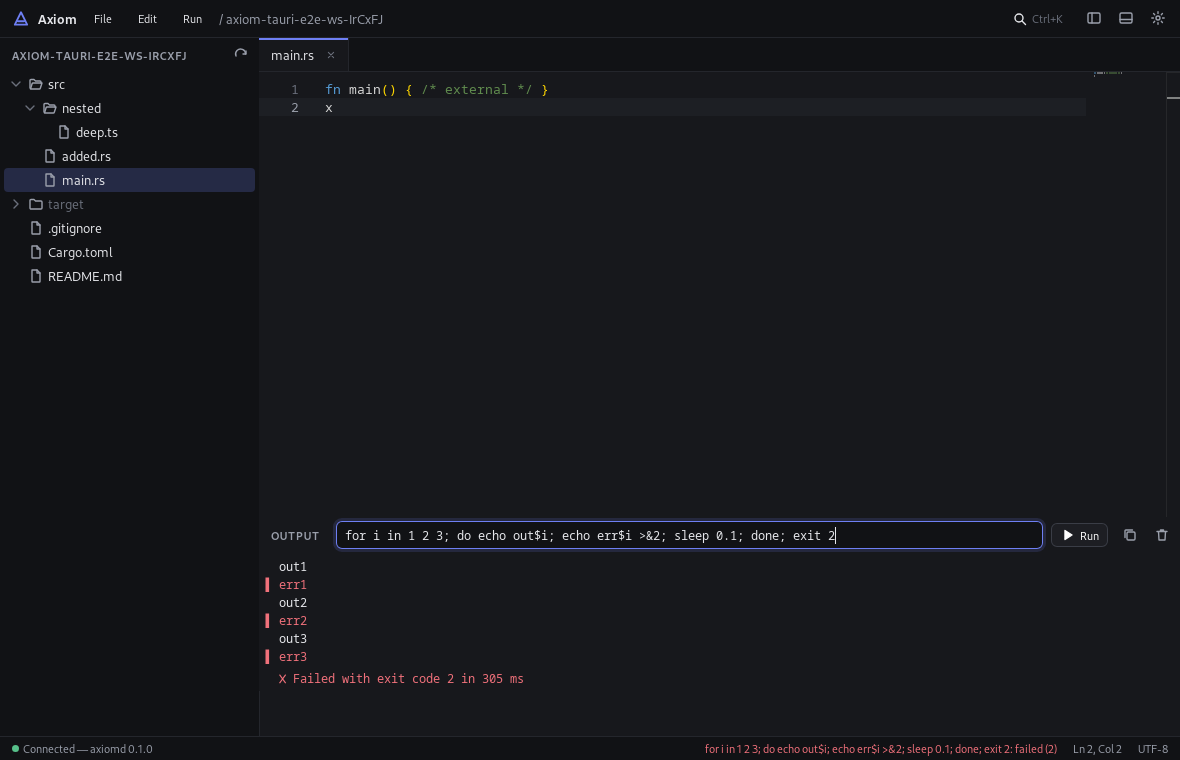 Axiom File Edit Run / axiom-tauri-e2e-ws-IrCxFJ Ctrl+K
AXIOM-TAURI-E2E-WS-IRCXFJ
src
nested
deep.ts
added.rs
main.rs
target
.gitignore
Cargo.toml
README.md
main.rs ×
1 fn main() { /* external */ }
2 x
OUTPUT for i in 1 2 3; do echo out$i; echo err$i >&2; sleep 0.1; done; exit 2 Run
out1
err1
out2
err2
out3
err3
X Failed with exit code 2 in 305 ms
Connected — axiomd 0.1.0 for i in 1 2 3; do echo out$i; echo err$i >&2; sleep 0.1; done; exit 2: failed (2) Ln 2, Col 2 UTF-8